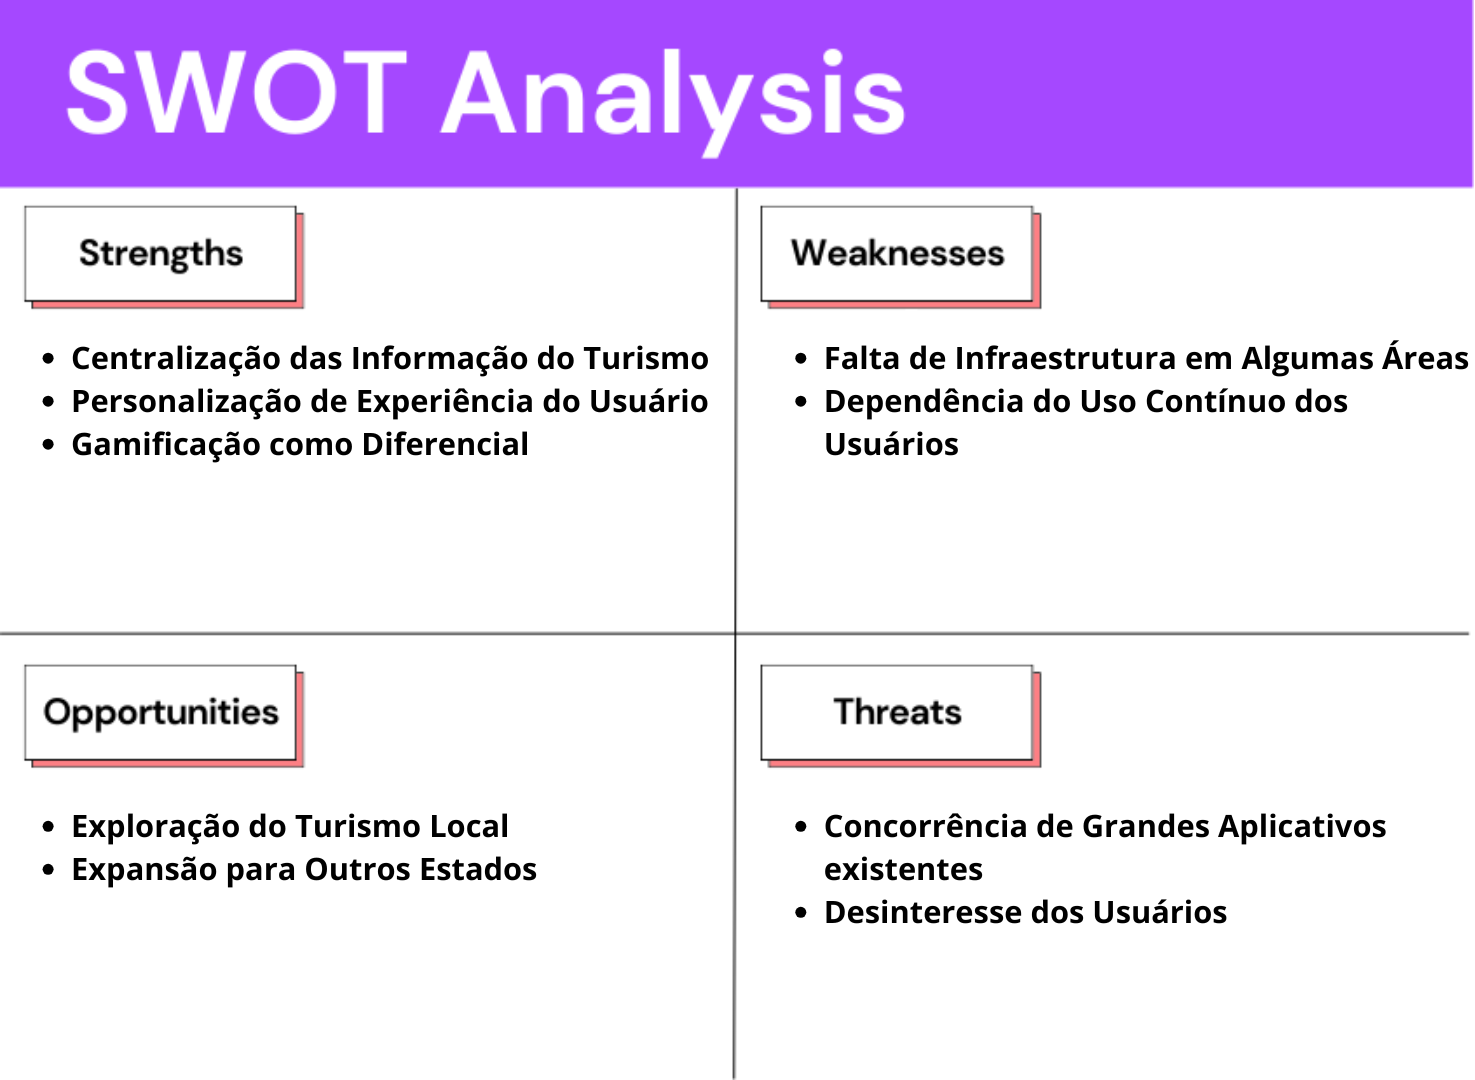 SWOT Analysis
Strengths
• Centralização das Informação do Turismo
• Personalização de Experiência do Usuário
• Gamificação como Diferencial
Weaknesses
• Falta de Infraestrutura em Algumas Áreas
• Dependência do Uso Contínuo dos
Usuários
Opportunities
• Exploração do Turismo Local
• Expansão para Outros Estados
Threats
• Concorrência de Grandes Aplicativos
existentes
• Desinteresse dos Usuários